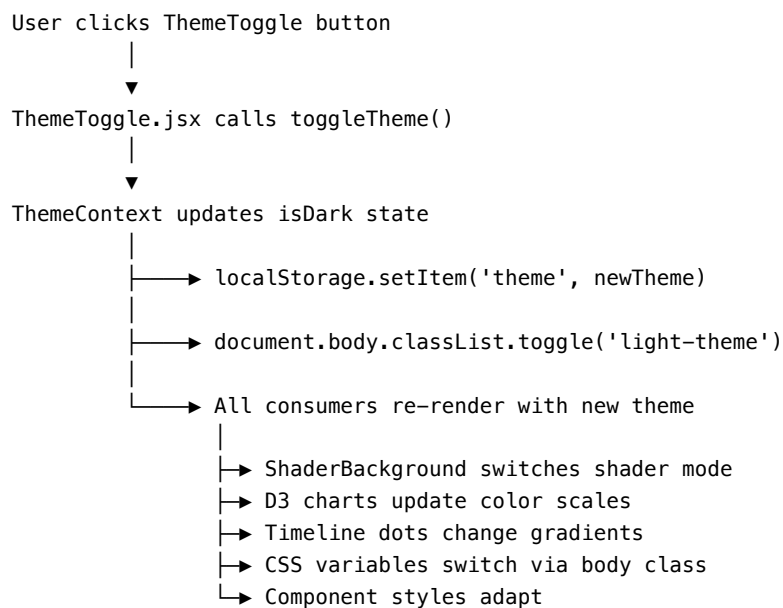 User clicks ThemeToggle button
ThemeToggle.jsx calls toggleTheme()
ThemeContext updates isDark state
localStorage.setItem('theme', newTheme)
document.body.classList.toggle('light-theme')
All consumers re-render with new theme
ShaderBackground switches shader mode
D3 charts update color scales
Timeline dots change gradients
CSS variables switch via body class
Component styles adapt